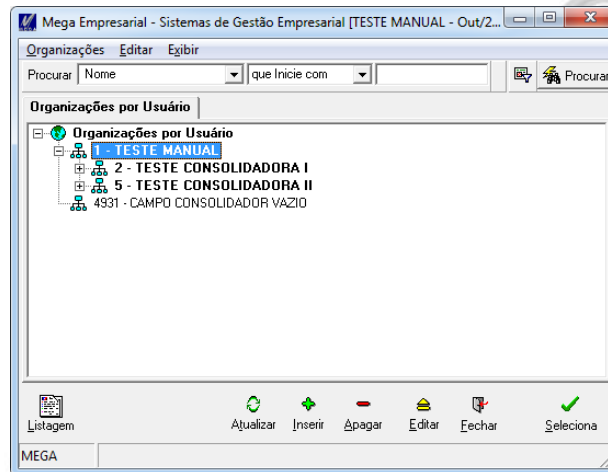 Mega Empresarial - Sistemas de Gestão Empresarial [TESTE MANUAL - Out/2...
Organizações Editar Exibir
Procurar Nome que Inicie com Procurar
Organizações por Usuário
Organizações por Usuário
1 - TESTE MANUAL
2 - TESTE CONSOLIDADORA I
5 - TESTE CONSOLIDADORA II
4931 - CAMPO CONSOLIDADOR VAZIO
Listagem Atualizar Inserir Apagar Editar Fechar Seleciona
MEGA